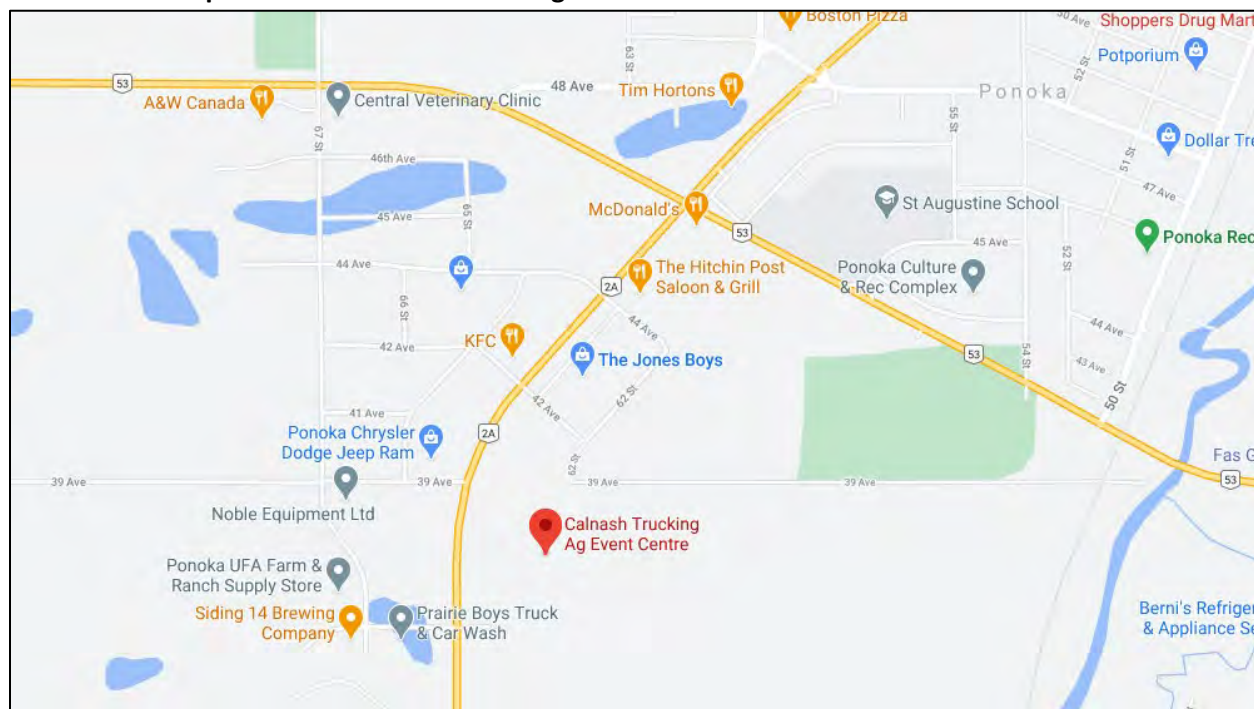 Boston Pizza
50 Ave
Shoppers Drug Mart
63 St
52 St
Potporium
53
A&W Canada
Central Veterinary Clinic
48 Ave
Tim Hortons
Ponoka
55 St
51 St
Dollar Tre
67 St
46th Ave
47 Ave
65 St
45 Ave
McDonald's
53
St Augustine School
45 Ave
52 St
Ponoka Rec
44 Ave
2A
The Hitchin Post
Saloon & Grill
Ponoka Culture
& Rec Complex
66 St
44 Ave
44 Ave
42 Ave
KFC
The Jones Boys
53
54 St
43 Ave
62 St
50 St
41 Ave
42 Ave
2A
Ponoka Chrysler
Dodge Jeep Ram
62 St
Fas G
39 Ave
39 Ave
39 Ave
39 Ave
53
Noble Equipment Ltd
Calnash Trucking
Ag Event Centre
Ponoka UFA Farm &
Ranch Supply Store
Siding 14 Brewing
Company
Prairie Boys Truck
& Car Wash
Berni's Refriger
& Appliance Se